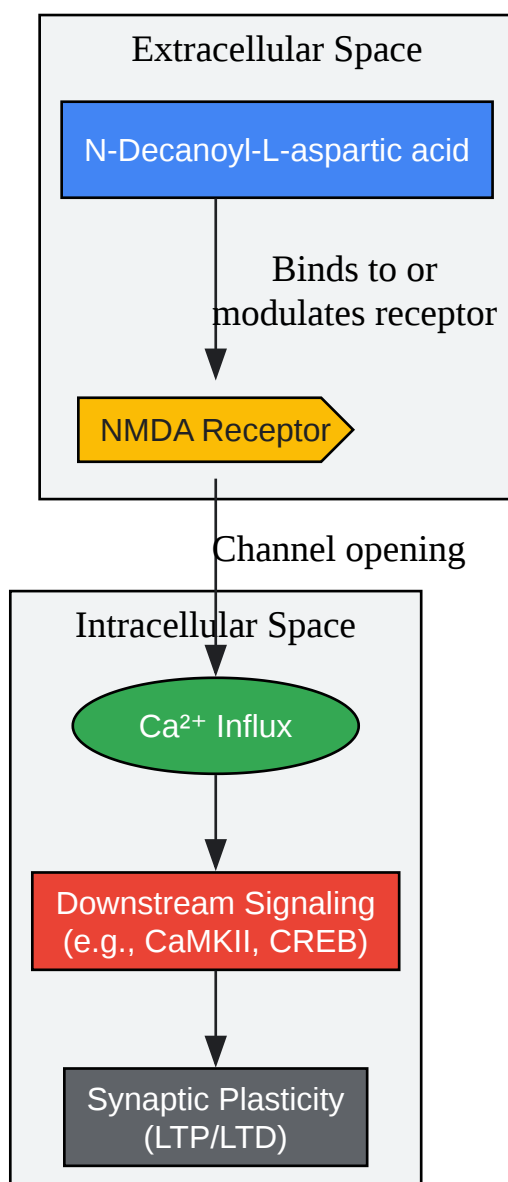 Extracellular Space
N-Decanoyl-L-aspartic acid
Binds to or
modulates receptor
NMDA Receptor
Channel opening
Intracellular Space
Ca²⁺ Influx
Downstream Signaling
(e.g., CaMKII, CREB)
Synaptic Plasticity
(LTP/LTD)